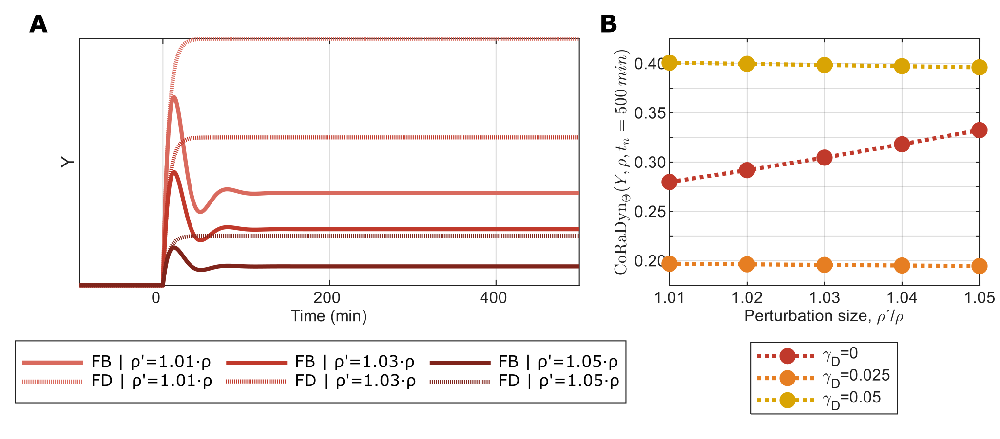 A
Y
0 200 400
Time (min)
FB | ρ'=1.01·ρ FB | ρ'=1.03·ρ FB | ρ'=1.05·ρ
FD | ρ'=1.01·ρ FD | ρ'=1.03·ρ FD | ρ'=1.05·ρ
B
CoRaDyn_Θ(Y, ρ, t_n = 500 min)
0.40
0.35
0.30
0.25
0.20
1.01 1.02 1.03 1.04 1.05
Perturbation size, ρ´/ρ
γ_D=0
γ_D=0.025
γ_D=0.05